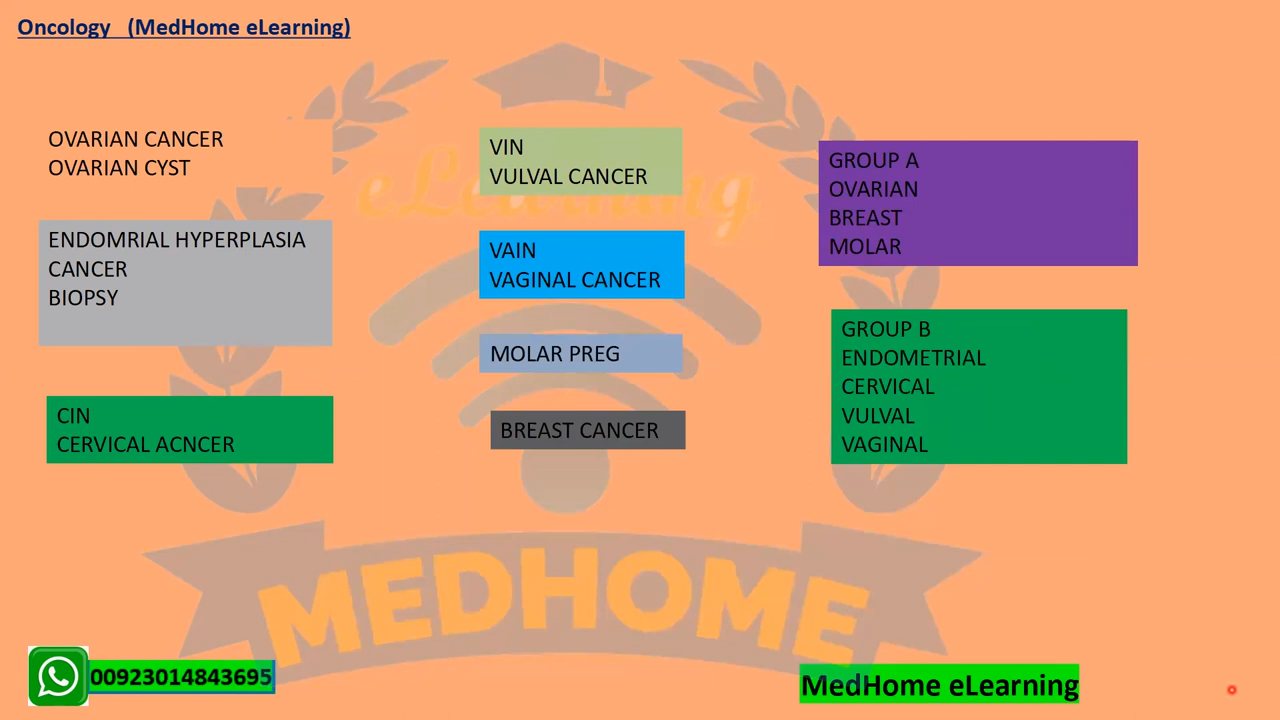 Oncology (MedHome eLearning)
OVARIAN CANCER
OVARIAN CYST
ENDOMRIAL HYPERPLASIA
CANCER
BIOPSY
CIN
CERVICAL ACNCER
VIN
VULVAL CANCER
VAIN
VAGINAL CANCER
MOLAR PREG
BREAST CANCER
GROUP A
OVARIAN
BREAST
MOLAR
GROUP B
ENDOMETRIAL
CERVICAL
VULVAL
VAGINAL
eLearning
MEDHOME
00923014843695
MedHome eLearning